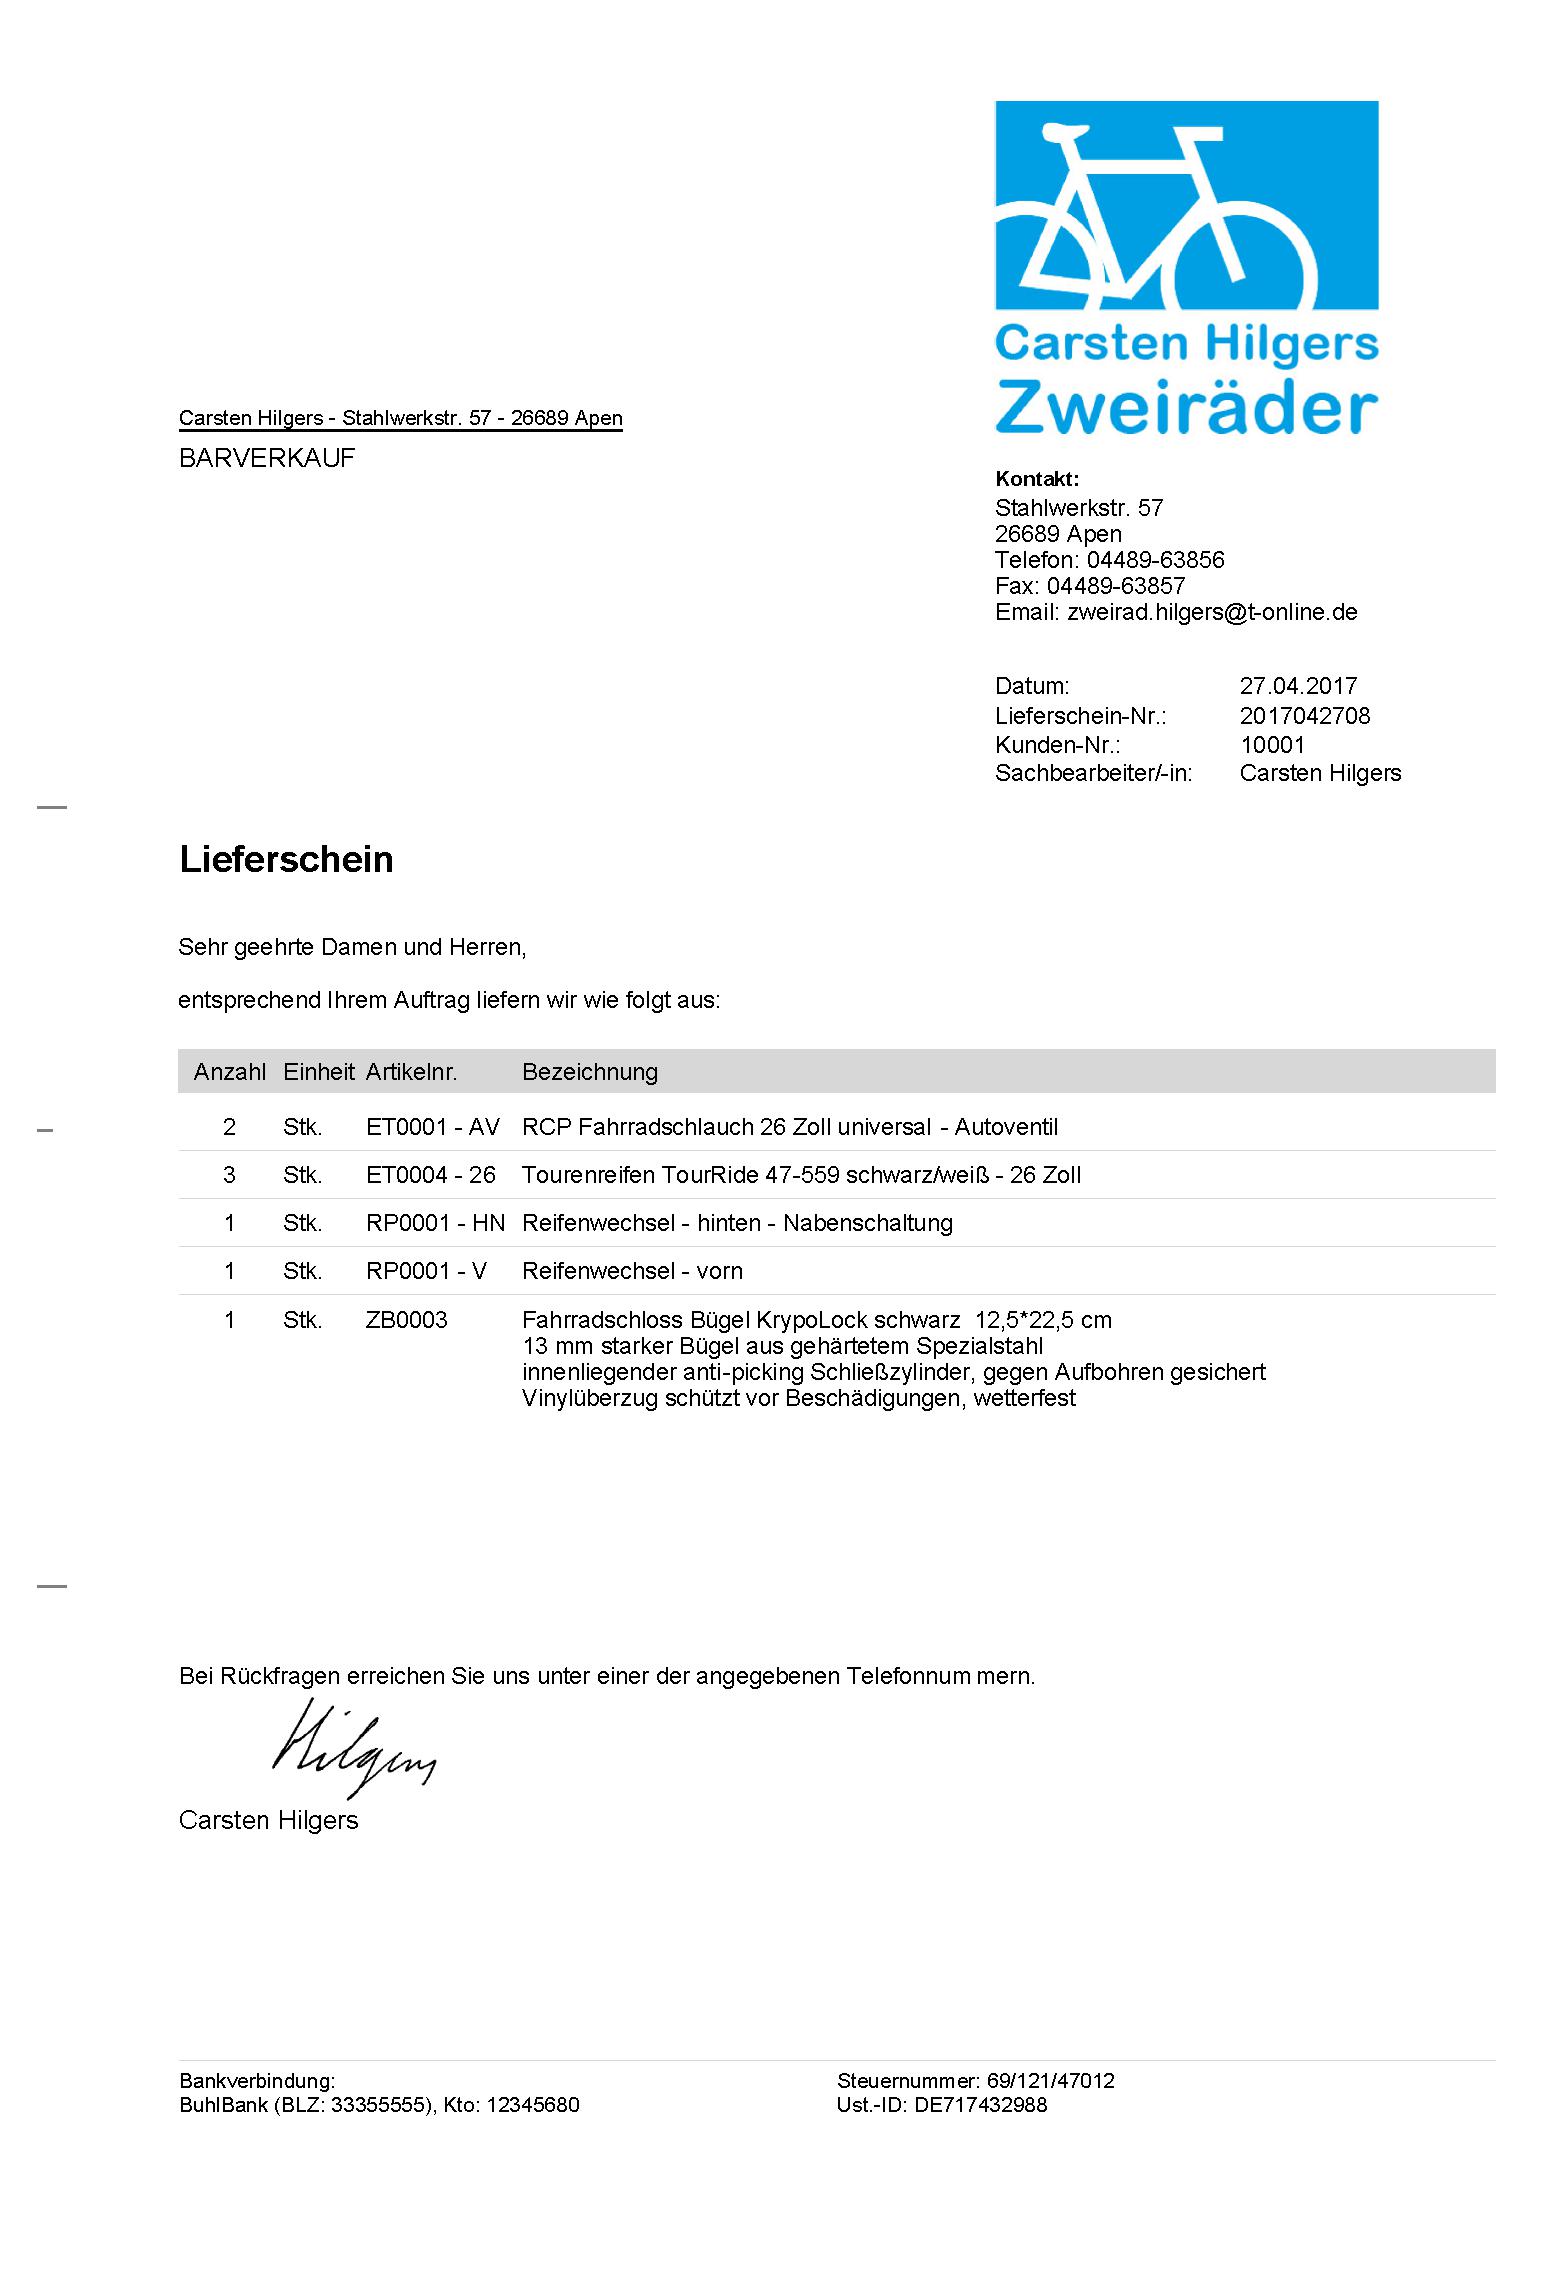 Carsten Hilgers
Zweiräder
Carsten Hilgers - Stahlwerkstr. 57 - 26689 Apen
BARVERKAUF
Kontakt:
Stahlwerkstr. 57
26689 Apen
Telefon: 04489-63856
Fax: 04489-63857
Email: zweirad.hilgers@t-online.de
Datum: 27.04.2017
Lieferschein-Nr.: 2017042708
Kunden-Nr.: 10001
Sachbearbeiter/-in: Carsten Hilgers
Lieferschein
Sehr geehrte Damen und Herren,
entsprechend Ihrem Auftrag liefern wir wie folgt aus:
Anzahl Einheit Artikelnr. Bezeichnung
2 Stk. ET0001 - AV RCP Fahrradschlauch 26 Zoll universal - Autoventil
3 Stk. ET0004 - 26 Tourenreifen TourRide 47-559 schwarz/weiß - 26 Zoll
1 Stk. RP0001 - HN Reifenwechsel - hinten - Nabenschaltung
1 Stk. RP0001 - V Reifenwechsel - vorn
1 Stk. ZB0003 Fahrradschloss Bügel KrypoLock schwarz 12,5*22,5 cm
13 mm starker Bügel aus gehärtetem Spezialstahl
innenliegender anti-picking Schließzylinder, gegen Aufbohren gesichert
Vinylüberzug schützt vor Beschädigungen, wetterfest
Bei Rückfragen erreichen Sie uns unter einer der angegebenen Telefonnummern.
Hilgers
Carsten Hilgers
Bankverbindung:
BuhlBank (BLZ: 33355555), Kto: 12345680
Steuernummer: 69/121/47012
Ust.-ID: DE717432988